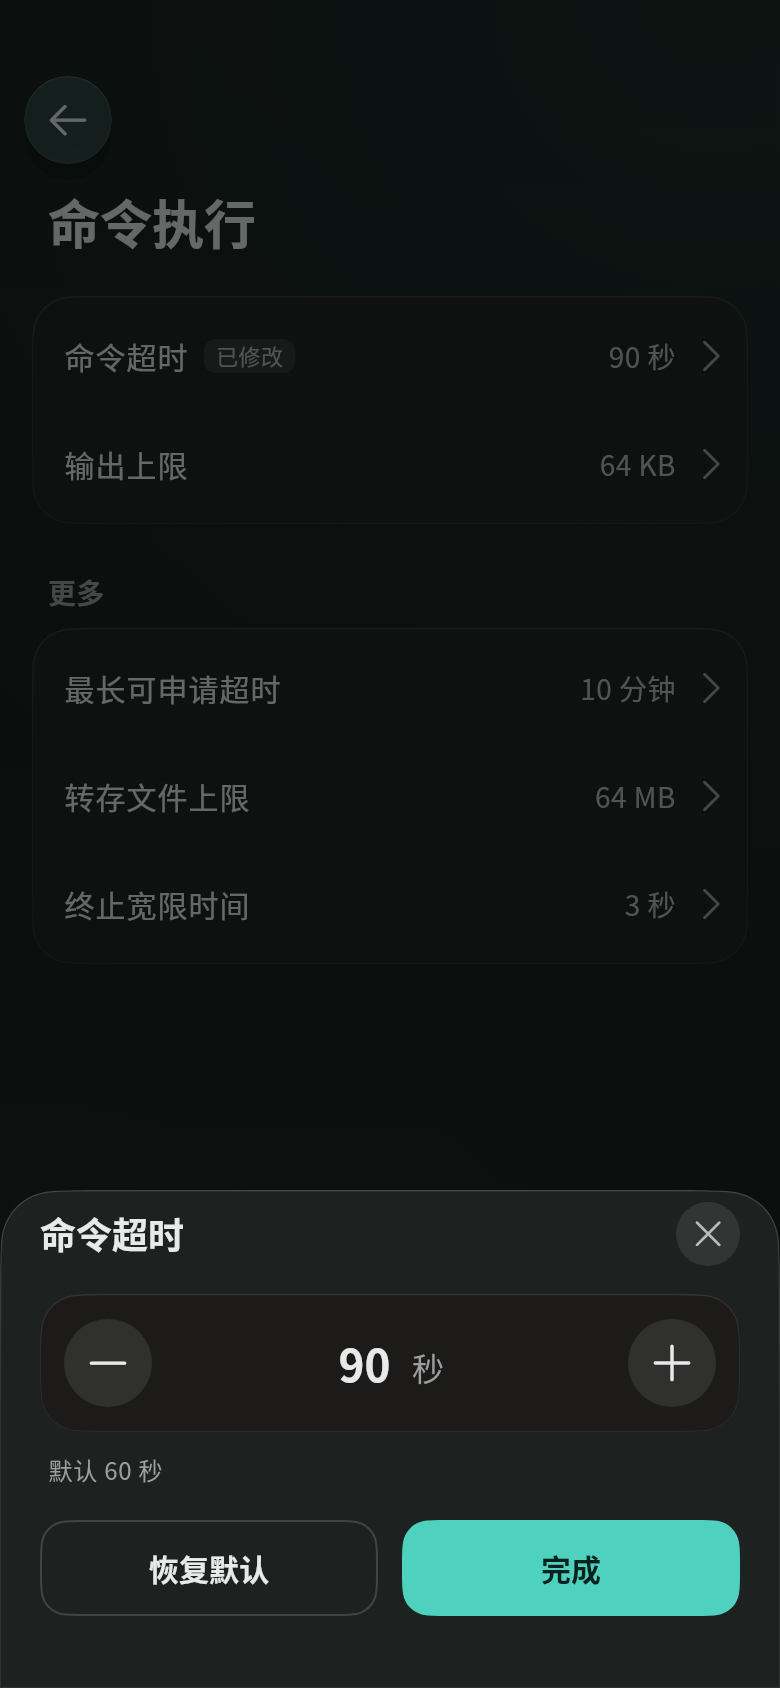 命令执行
命令超时 已修改 90 秒
输出上限 64 KB
更多
最长可申请超时 10 分钟
转存文件上限 64 MB
终止宽限时间 3 秒
命令超时
90 秒
默认 60 秒
恢复默认 完成